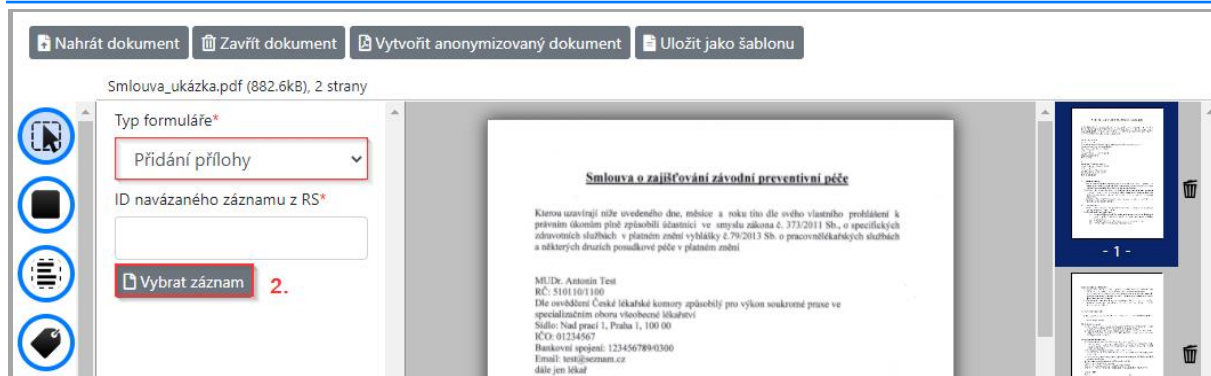 Nahrát dokument Zavřít dokument Vytvořit anonymizovaný dokument Uložit jako šablonu
Smlouva_ukázka.pdf (882.6kB), 2 strany
Typ formuláře*
Přidání přílohy
ID navázaného záznamu z RS*
Vybrat záznam 2.
Smlouva o zajišťování závodní preventivní péče
Kterou uzavírají níže uvedeného dne, měsíce a roku tito dle svého vlastního prohlášení k
právním úkonům plně způsobilí účastníci ve smyslu zákona č. 373/2011 Sb., o specifických
zdravotních službách v platném znění vyhlášky č.79/2013 Sb. o pracovnělékařských službách
a některých druzích posudkové péče v platném znění
MUDr. Antonín Test
RČ: 510110/1100
Dle osvědčení České lékařské komory způsobilý pro výkon soukromé praxe ve
specializačním oboru všeobecné lékařství
Sídlo: Nad prací 1, Praha 1, 100 00
IČO: 01234567
Bankovní spojení: 123456789/0300
Email: test@seznam.cz
dále jen lékař
- 1 -